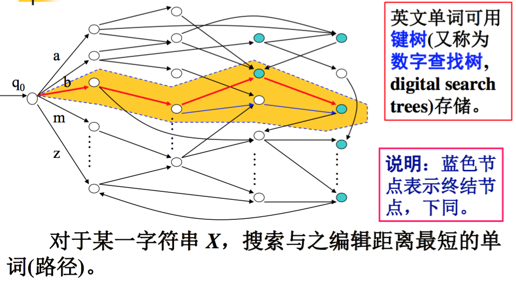 a
q₀
b
m
z
英文单词可用
键树(又称为
数字查找树，
digital search
trees)存储。
说明：蓝色节
点表示终结节
点，下同。
对于某一字符串 X，搜索与之编辑距离最短的单
词(路径)。